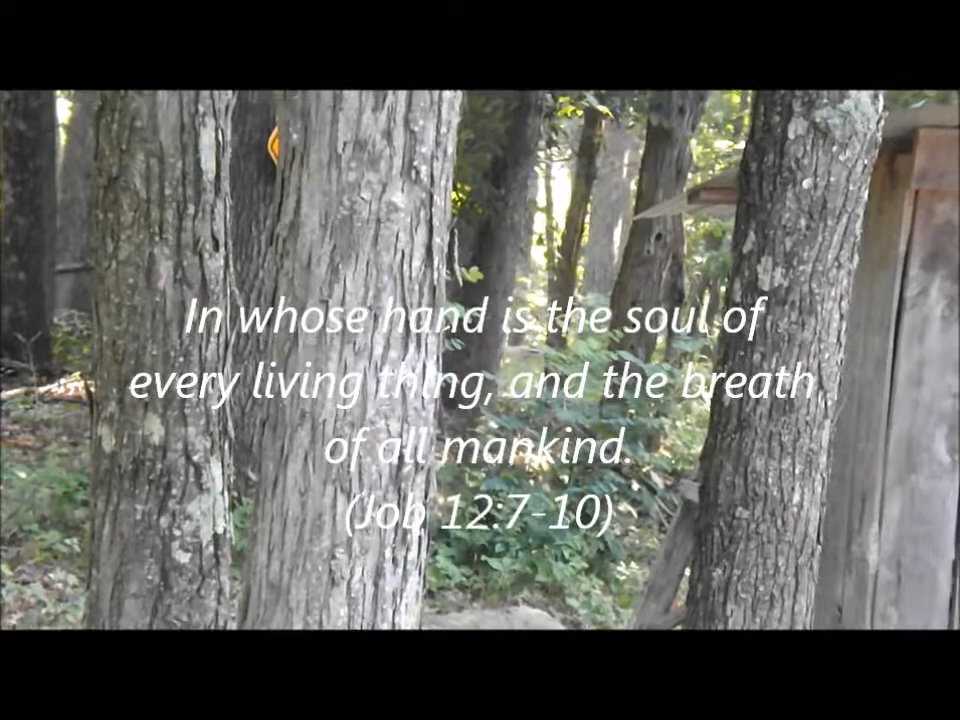 In whose hand is the soul of
every living thing, and the breath
of all mankind.
(Job 12:7-10)